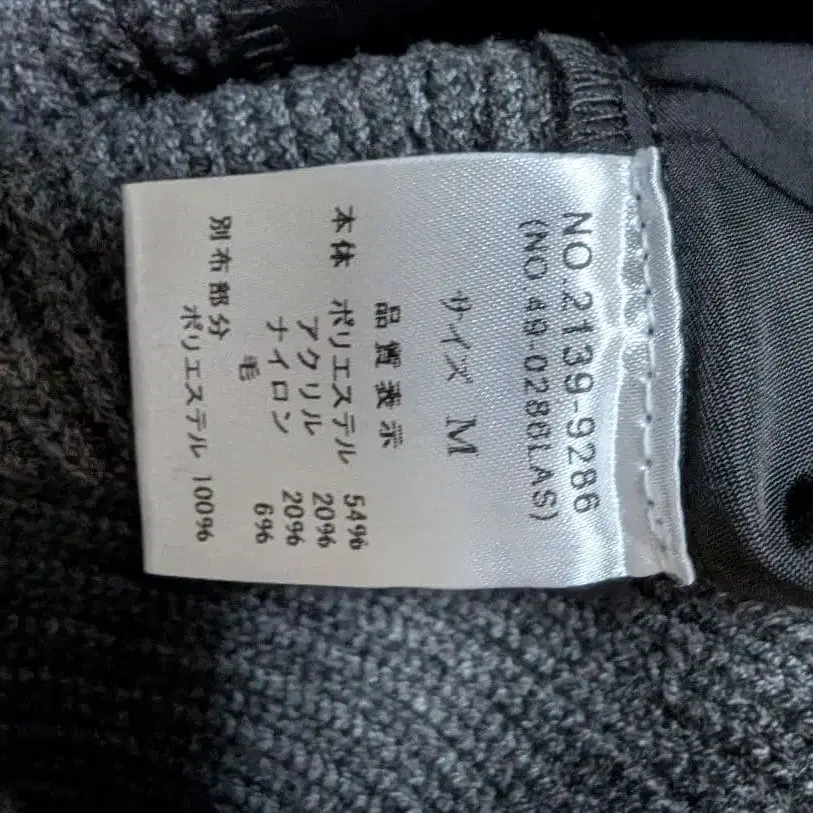 NO.2139-9286
(NO.49-0286LAS)
サイズ M
品質表示
本体 ポリエステル 54%
アクリル 20%
ナイロン 20%
毛 6%
別布部分
ポリエステル 100%